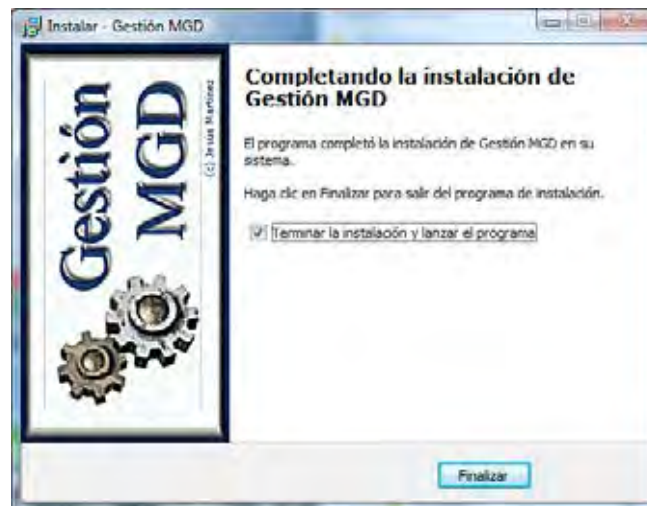 Instalar - Gestión MGD
Gestión
MGD
(c) Jesús Martínez
Completando la instalación de
Gestión MGD
El programa completó la instalación de Gestión MGD en su
sistema.
Haga clic en Finalizar para salir del programa de instalación.
Terminar la instalación y lanzar el programa
Finalizar